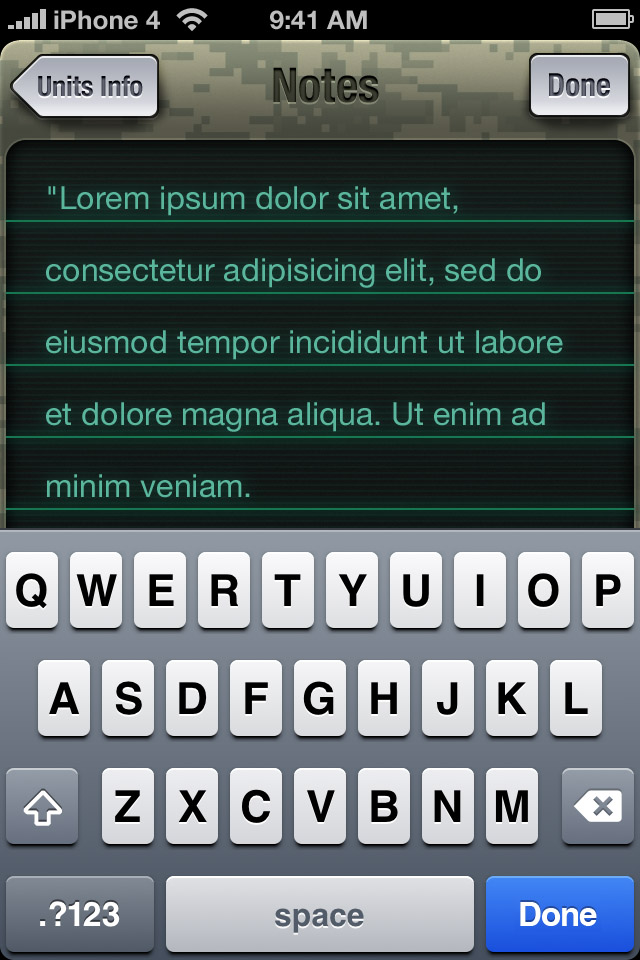 iPhone 4 9:41 AM
Units Info Notes Done
"Lorem ipsum dolor sit amet,
consectetur adipisicing elit, sed do
eiusmod tempor incididunt ut labore
et dolore magna aliqua. Ut enim ad
minim veniam.
Q W E R T Y U I O P
A S D F G H J K L
Z X C V B N M
.?123 space Done